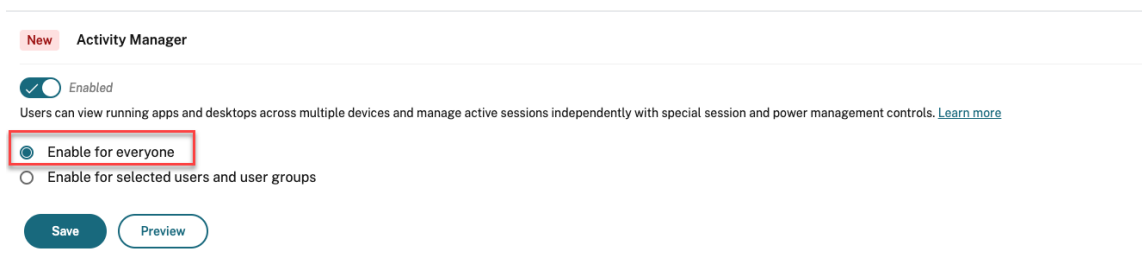 New Activity Manager
Enabled
Users can view running apps and desktops across multiple devices and manage active sessions independently with special session and power management controls. Learn more
Enable for everyone
Enable for selected users and user groups
Save Preview